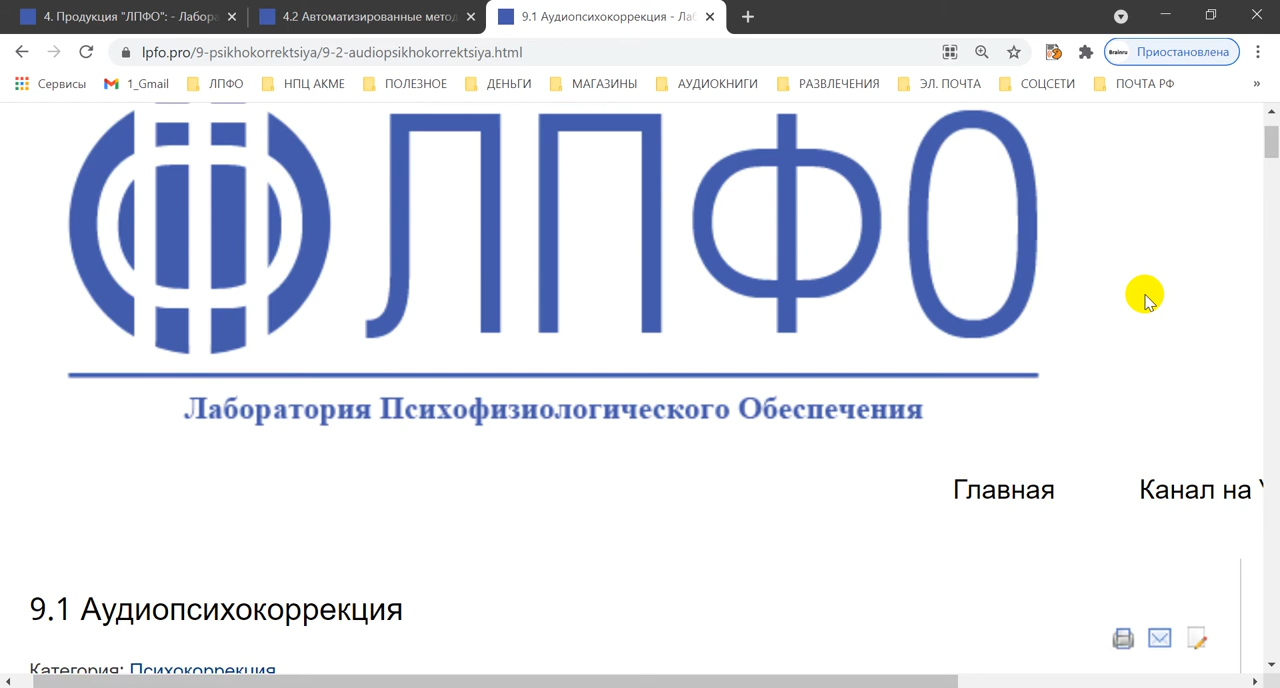 4. Продукция "ЛПФО": - Лабора
4.2 Автоматизированные метод
9.1 Аудиопсихокоррекция - Лаб
lpfo.pro/9-psikhokorrektsiya/9-2-audiopsikhokorrektsiya.html
Brainru Приостановлена
Сервисы 1_Gmail ЛПФО НПЦ АКМЕ ПОЛЕЗНОЕ ДЕНЬГИ МАГАЗИНЫ АУДИОКНИГИ РАЗВЛЕЧЕНИЯ ЭЛ. ПОЧТА СОЦСЕТИ ПОЧТА РФ »
ЛПФО
Лаборатория Психофизиологического Обеспечения
Главная Канал на
9.1 Аудиопсихокоррекция
Категория: Психокоррекция